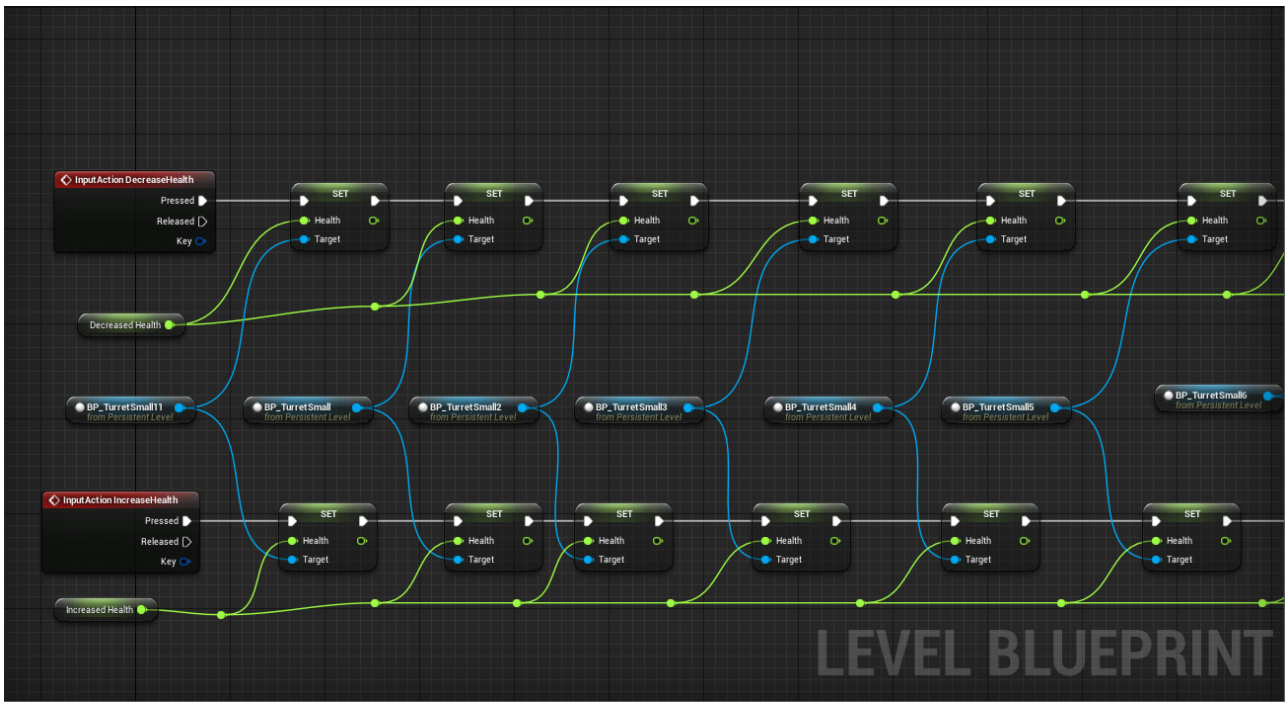 InputAction DecreaseHealth
Pressed
Released
Key
SET
Health
Target
SET
Health
Target
SET
Health
Target
SET
Health
Target
SET
Health
Target
SET
Health
Target
Decreased Health
BP_TurretSmall11
from Persistent Level
BP_TurretSmall
from Persistent Level
BP_TurretSmall2
from Persistent Level
BP_TurretSmall3
from Persistent Level
BP_TurretSmall4
from Persistent Level
BP_TurretSmall5
from Persistent Level
BP_TurretSmall6
from Persistent Level
InputAction IncreaseHealth
Pressed
Released
Key
SET
Health
Target
SET
Health
Target
SET
Health
Target
SET
Health
Target
SET
Health
Target
SET
Health
Target
Increased Health
LEVEL BLUEPRINT